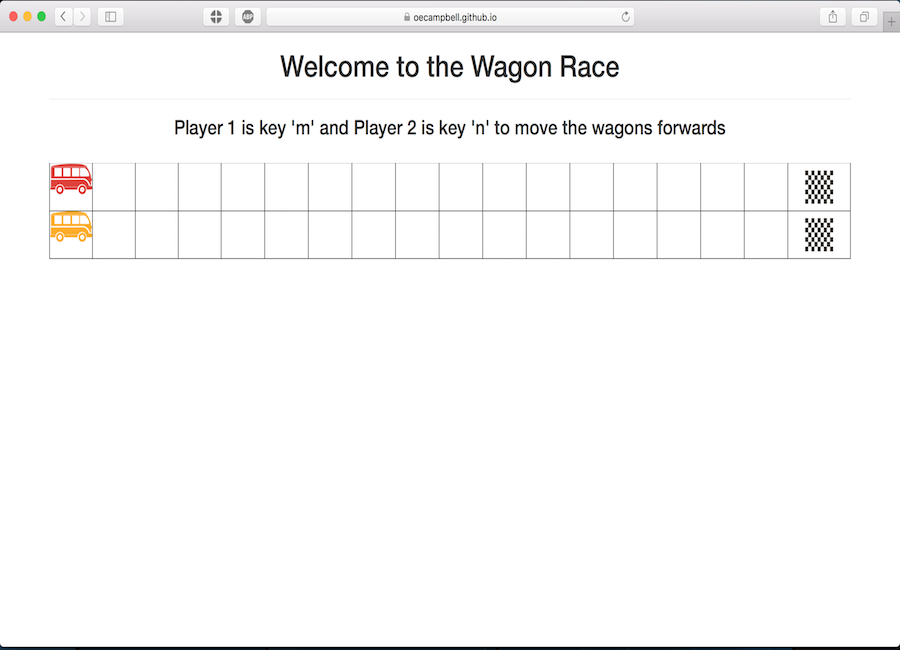 ABP
oecampbell.github.io
Welcome to the Wagon Race
Player 1 is key 'm' and Player 2 is key 'n' to move the wagons forwards